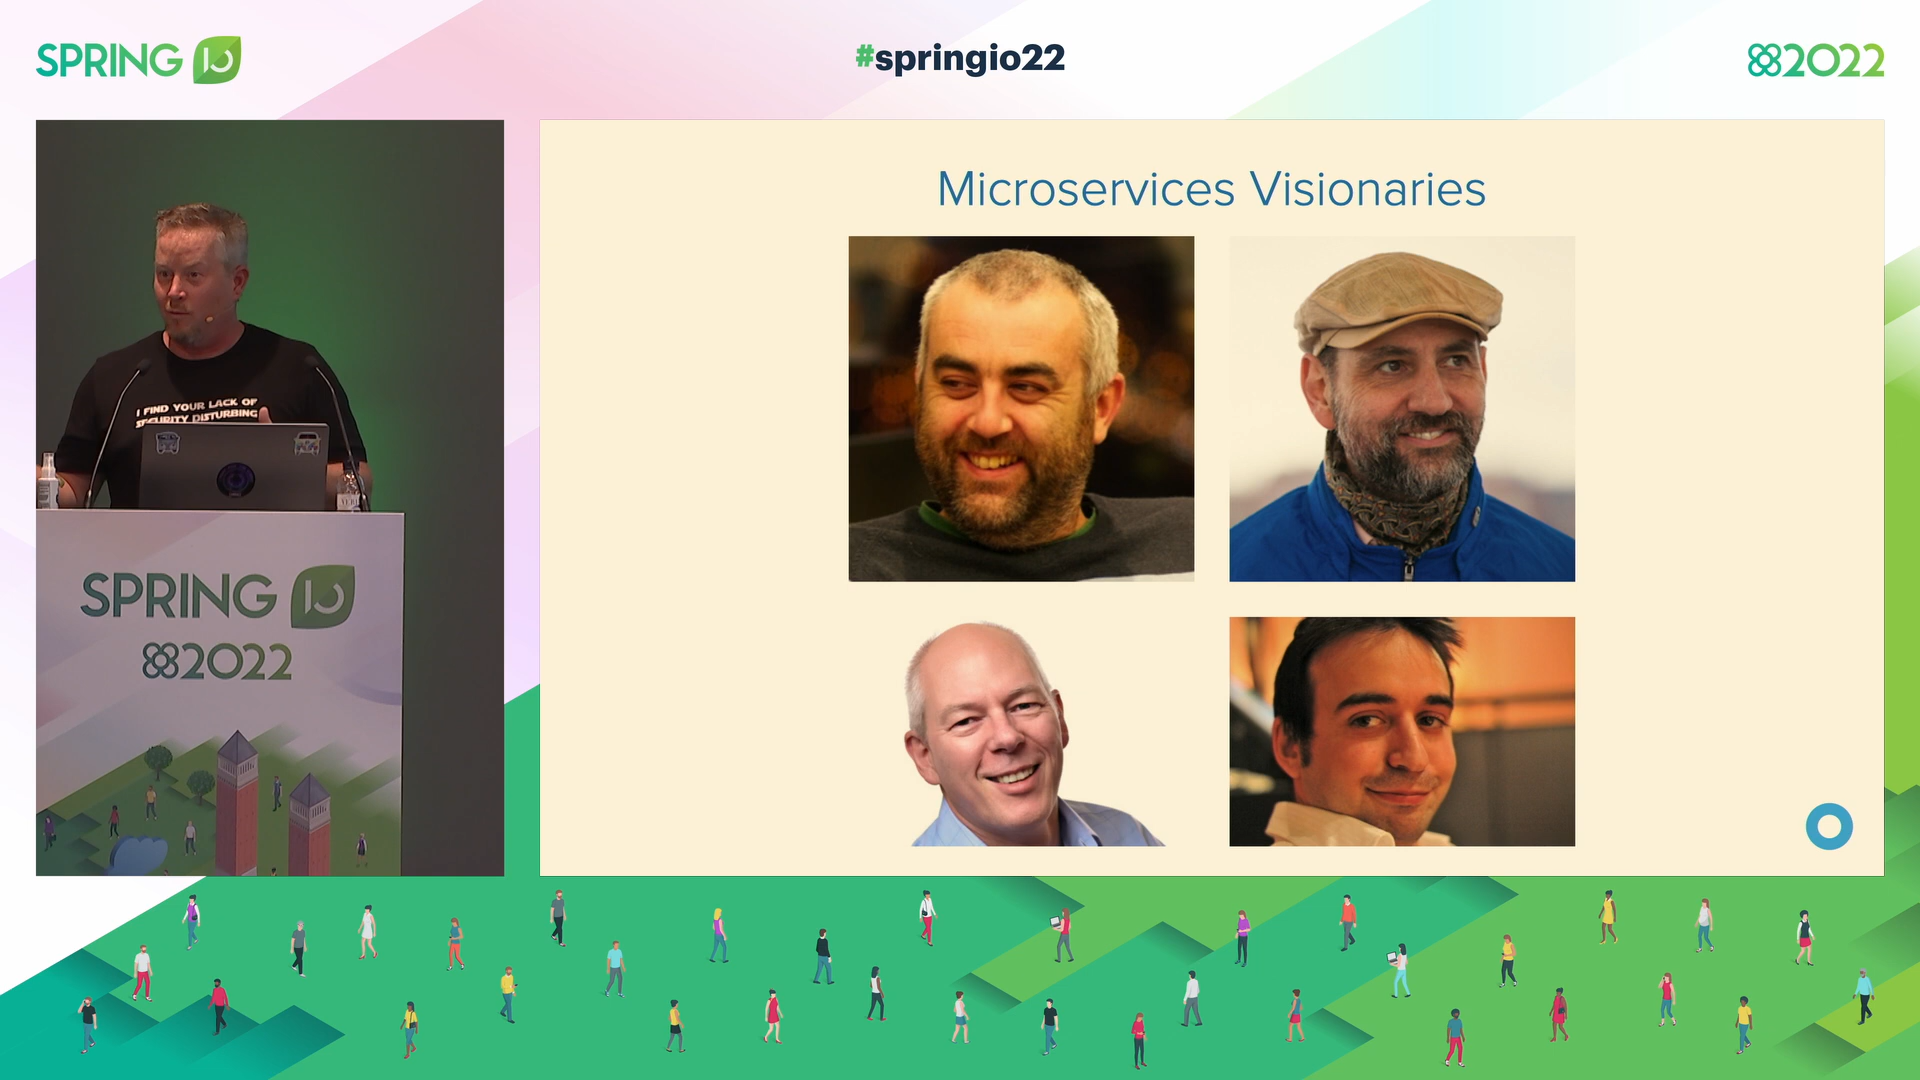 SPRING IO
#springio22
2022
Microservices Visionaries
I FIND YOUR LACK OF
SECURITY DISTURBING
SPRING IO
2022